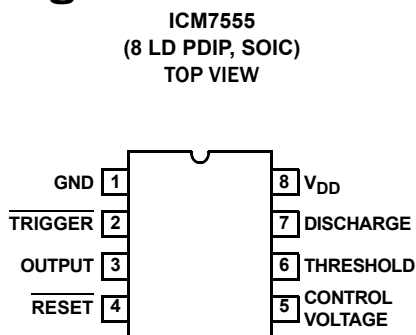 ICM7555
(8 LD PDIP, SOIC)
TOP VIEW
GND 1
8 VDD
TRIGGER 2
7 DISCHARGE
OUTPUT 3
6 THRESHOLD
RESET 4
5 CONTROL
VOLTAGE